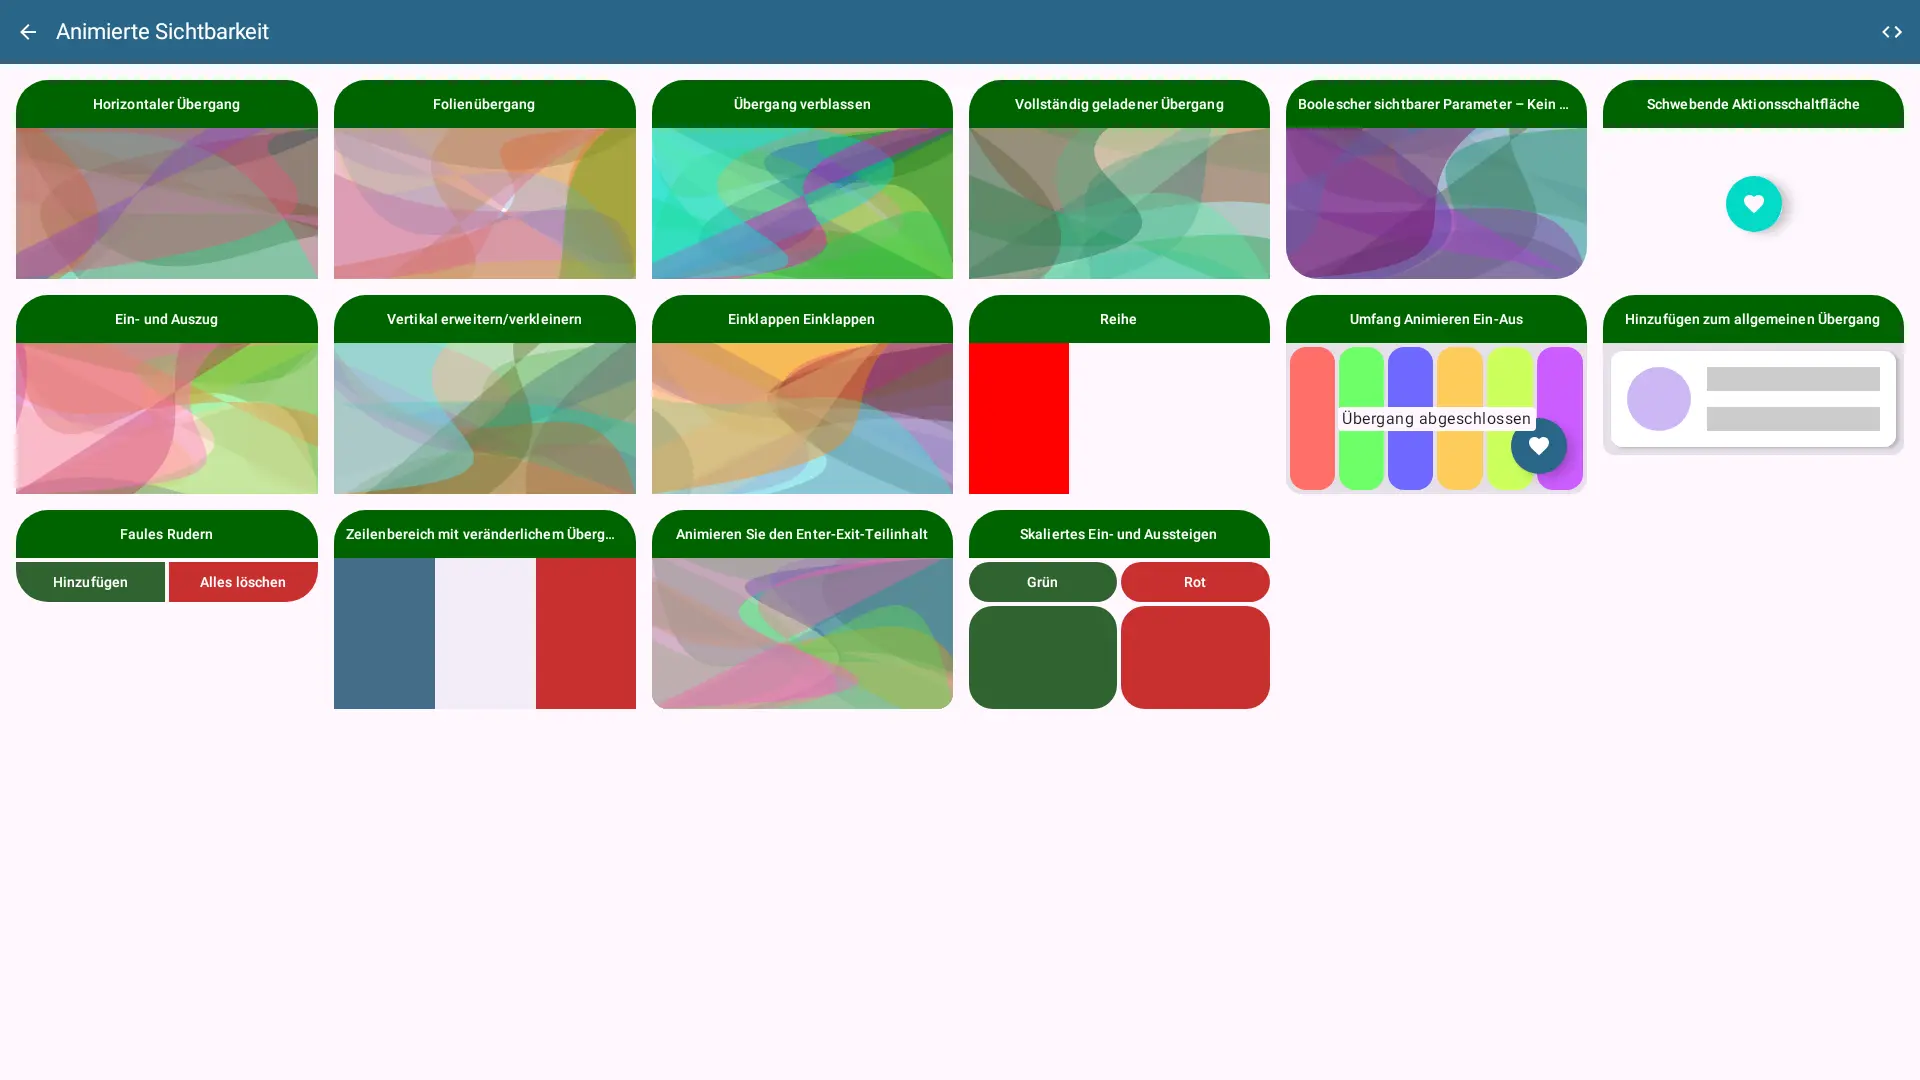 Animierte Sichtbarkeit
Horizontaler Übergang
Folienübergang
Übergang verblassen
Vollständig geladener Übergang
Boolescher sichtbarer Parameter – Kein ...
Schwebende Aktionsschaltfläche
Ein- und Auszug
Vertikal erweitern/verkleinern
Einklappen Einklappen
Reihe
Umfang Animieren Ein-Aus
Übergang abgeschlossen
Hinzufügen zum allgemeinen Übergang
Faules Rudern
Hinzufügen
Alles löschen
Zeilenbereich mit veränderlichem Überg...
Animieren Sie den Enter-Exit-Teilinhalt
Skaliertes Ein- und Aussteigen
Grün
Rot